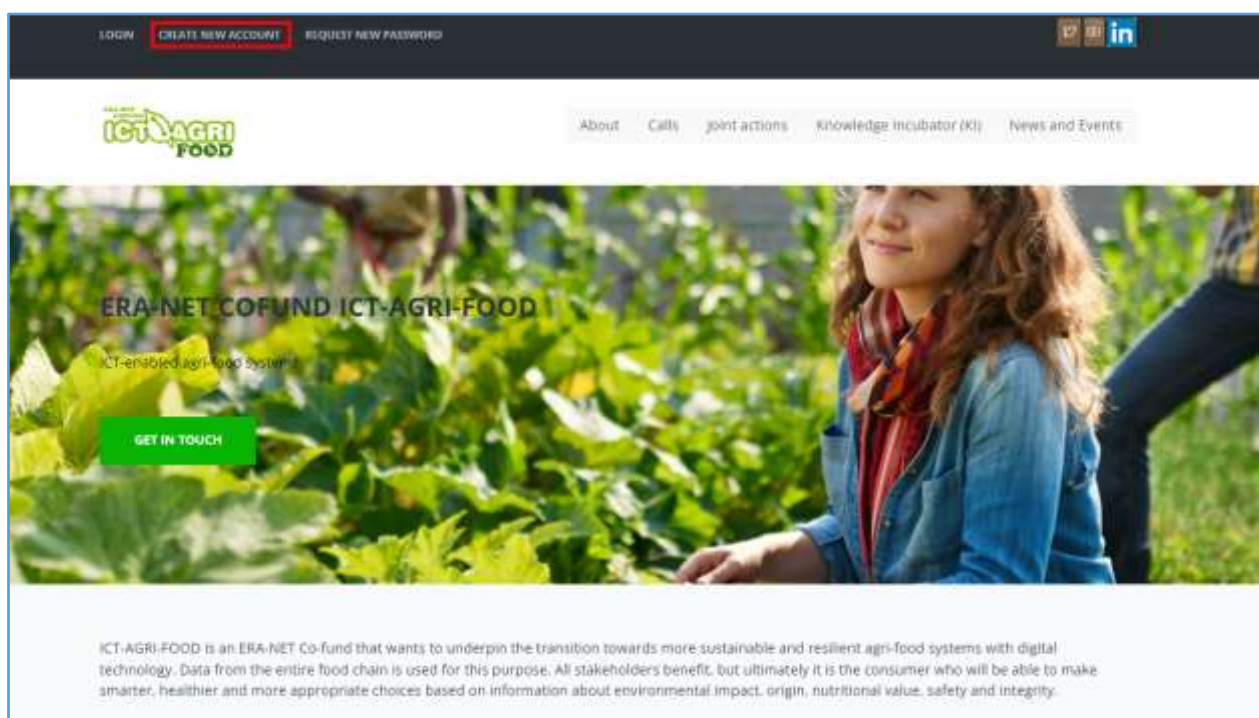 LOGIN CREATE NEW ACCOUNT REQUEST NEW PASSWORD
in
ICT-AGRI
FOOD
About Calls Joint actions Knowledge Incubator (KI) News and Events
ERA-NET COFUND ICT-AGRI-FOOD
ICT-enabled agri-food systems
GET IN TOUCH
ICT-AGRI-FOOD is an ERA-NET Co-fund that wants to underpin the transition towards more sustainable and resilient agri-food systems with digital
technology. Data from the entire food chain is used for this purpose. All stakeholders benefit, but ultimately it is the consumer who will be able to make
smarter, healthier and more appropriate choices based on information about environmental impact, origin, nutritional value, safety and integrity.